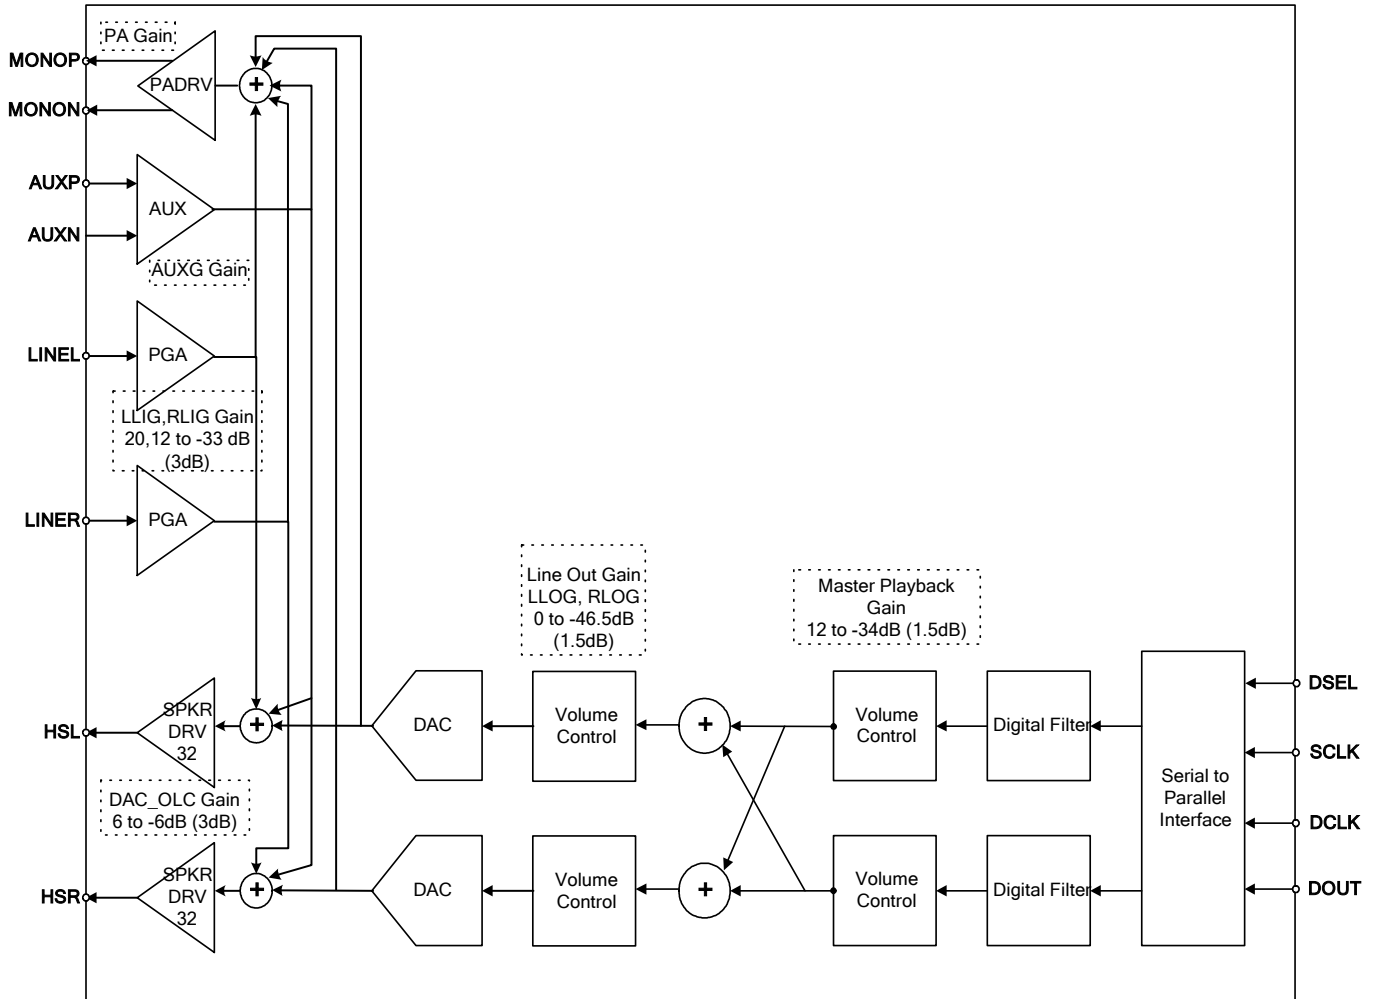 PA Gain
MONOP
PADRV
+
MONON
AUXP
AUX
AUXN
AUXG Gain
LINEL
PGA
LLIG,RLIG Gain
20,12 to -33 dB
(3dB)
LINER
PGA
Line Out Gain
LLOG, RLOG
0 to -46.5dB
(1.5dB)
Master Playback
Gain
12 to -34dB (1.5dB)
HSL
SPKR
DRV
32
+
DAC
Volume
Control
+
Volume
Control
Digital Filter
Serial to
Parallel
Interface
DSEL
SCLK
DCLK
DOUT
DAC_OLC Gain
6 to -6dB (3dB)
HSR
SPKR
DRV
32
+
DAC
Volume
Control
+
Volume
Control
Digital Filter